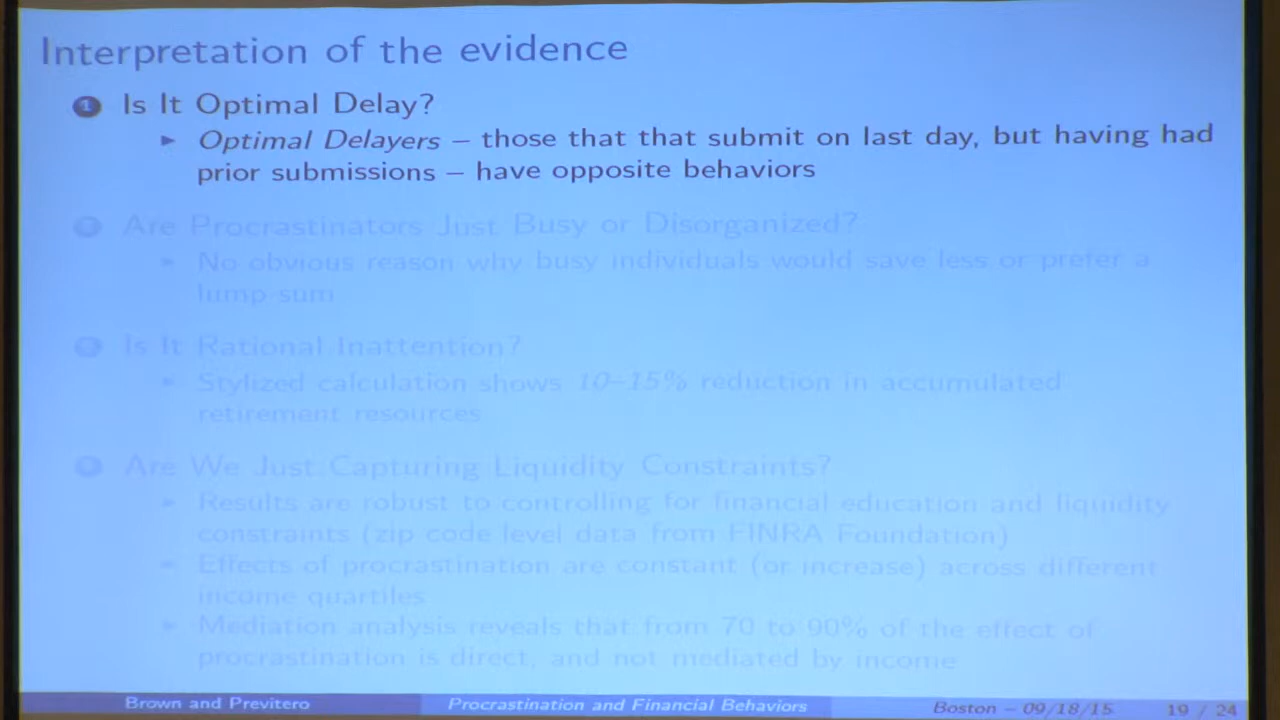 Interpretation of the evidence
1 Is It Optimal Delay?
► Optimal Delayers – those that that submit on last day, but having had
prior submissions – have opposite behaviors
2 Are Procrastinators Just Busy or Disorganized?
No obvious reason why busy individuals would save less or prefer a
lump sum
3 Is It Rational Inattention?
Stylized calculation shows 10–15% reduction in accumulated
retirement resources
4 Are We Just Capturing Liquidity Constraints?
Results are robust to controlling for financial education and liquidity
constraints (zip code level data from FINRA Foundation)
Effects of procrastination are constant (or increase) across different
income quartiles
Mediation analysis reveals that from 70 to 90% of the effect of
procrastination is direct, and not mediated by income
Brown and Previtero Procrastination and Financial Behaviors Boston – 09/18/15 19 / 24